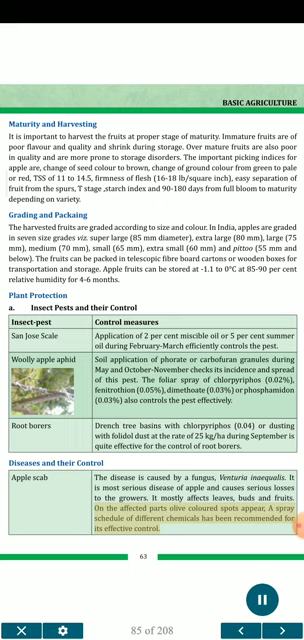 BASIC AGRICULTURE
Maturity and Harvesting
It is important to harvest the fruits at proper stage of maturity. Immature fruits are of
poor flavour and quality and shrink during storage. Over mature fruits are also poor
in quality and are more prone to storage disorders. The important picking indices for
apple are, change of seed colour to brown, change of ground colour from green to pale
or red, TSS of 11 to 14.5, firmness of flesh (16-18 lb/square inch), easy separation of
fruit from the spurs, T stage ,starch index and 90-180 days from full bloom to maturity
depending on variety.
Grading and Packaing
The harvested fruits are graded according to size and colour. In India, apples are graded
in seven size grades viz. super large (85 mm diameter), extra large (80 mm), large (75
mm), medium (70 mm), small (65 mm), extra small (60 mm) and pittoo (55 mm and
below). The fruits can be packed in telescopic fibre board cartons or wooden boxes for
transportation and storage. Apple fruits can be stored at -1.1 to 0°C at 85-90 per cent
relative humidity for 4-6 months.
Plant Protection
a. Insect Pests and their Control
Insect-pest Control measures
San Jose Scale Application of 2 per cent miscible oil or 5 per cent summer
oil during February-March efficiently controls the pest.
Woolly apple aphid Soil application of phorate or carbofuran granules during
May and October-November checks its incidence and spread
of this pest. The foliar spray of chlorpyriphos (0.02%),
fenitrothion (0.05%), dimethoate (0.03%) or phosphamidon
(0.03%) also controls the pest effectively.
Root borers Drench tree basins with chlorpyriphos (0.04) or dusting
with folidol dust at the rate of 25 kg/ha during September is
quite effective for the control of root borers.
Diseases and their Control
Apple scab The disease is caused by a fungus, Venturia inaequalis. It
is most serious disease of apple and causes serious losses
to the growers. It mostly affects leaves, buds and fruits.
On the affected parts olive coloured spots appear, A spray
schedule of different chemicals has been recommended for
its effective control.
63
85 of 208